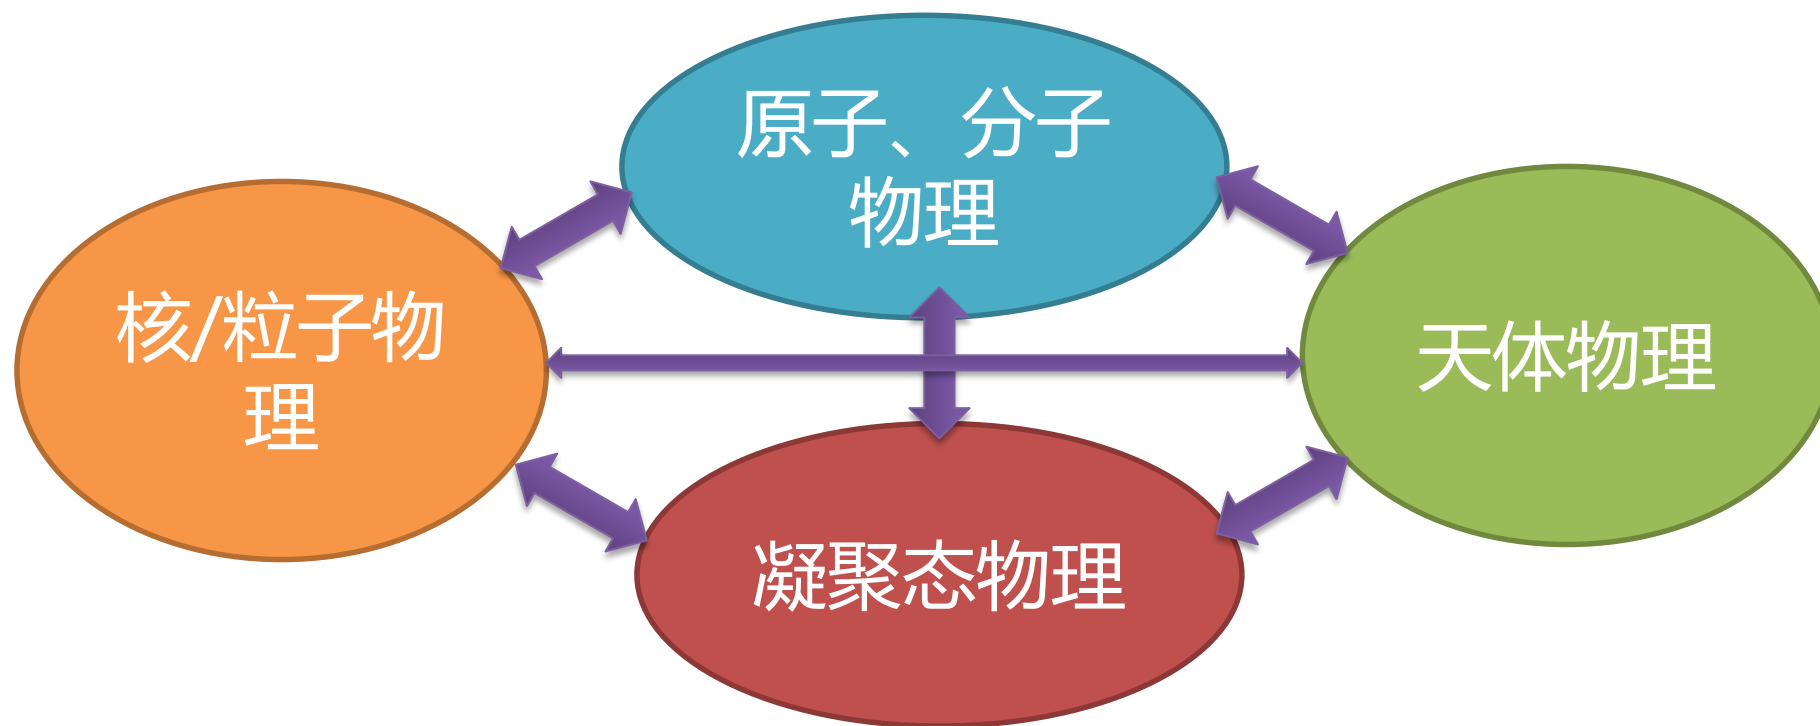 原子、分子
物理
核/粒子物
理
天体物理
凝聚态物理